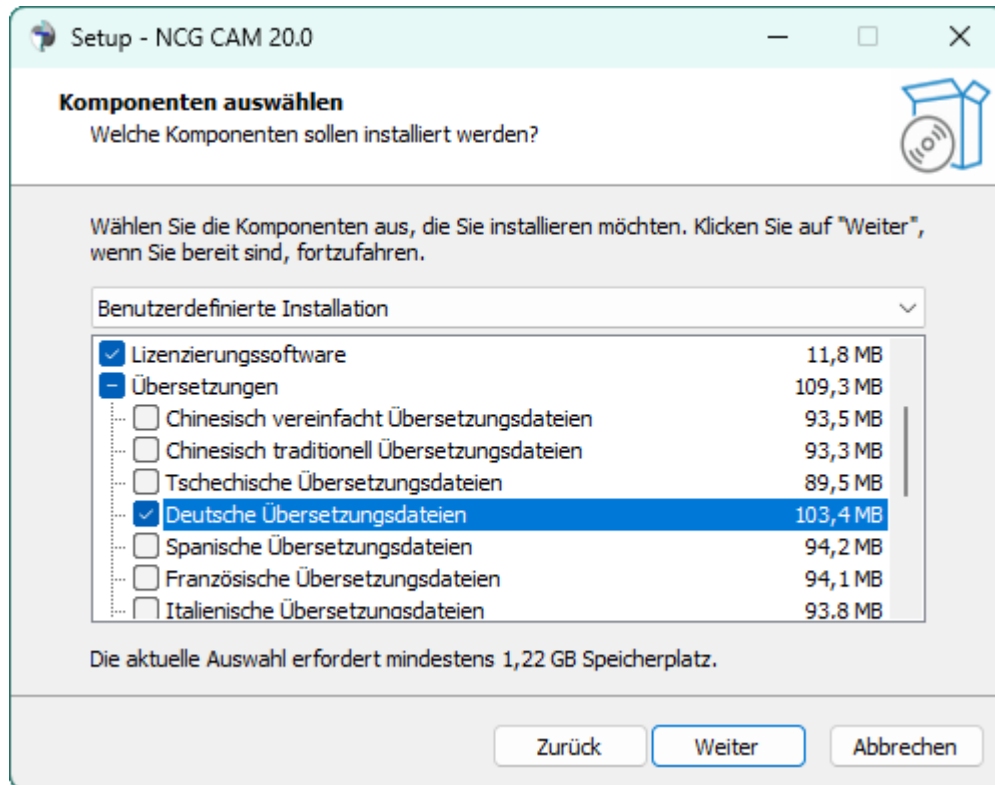 Setup - NCG CAM 20.0
Komponenten auswählen
Welche Komponenten sollen installiert werden?
Wählen Sie die Komponenten aus, die Sie installieren möchten. Klicken Sie auf "Weiter",
wenn Sie bereit sind, fortzufahren.
Benutzerdefinierte Installation
Lizenzierungssoftware 11,8 MB
Übersetzungen 109,3 MB
Chinesisch vereinfacht Übersetzungsdateien 93,5 MB
Chinesisch traditionell Übersetzungsdateien 93,3 MB
Tschechische Übersetzungsdateien 89,5 MB
Deutsche Übersetzungsdateien 103,4 MB
Spanische Übersetzungsdateien 94,2 MB
Französische Übersetzungsdateien 94,1 MB
Italienische Übersetzungsdateien 93,8 MB
Die aktuelle Auswahl erfordert mindestens 1,22 GB Speicherplatz.
Zurück Weiter Abbrechen